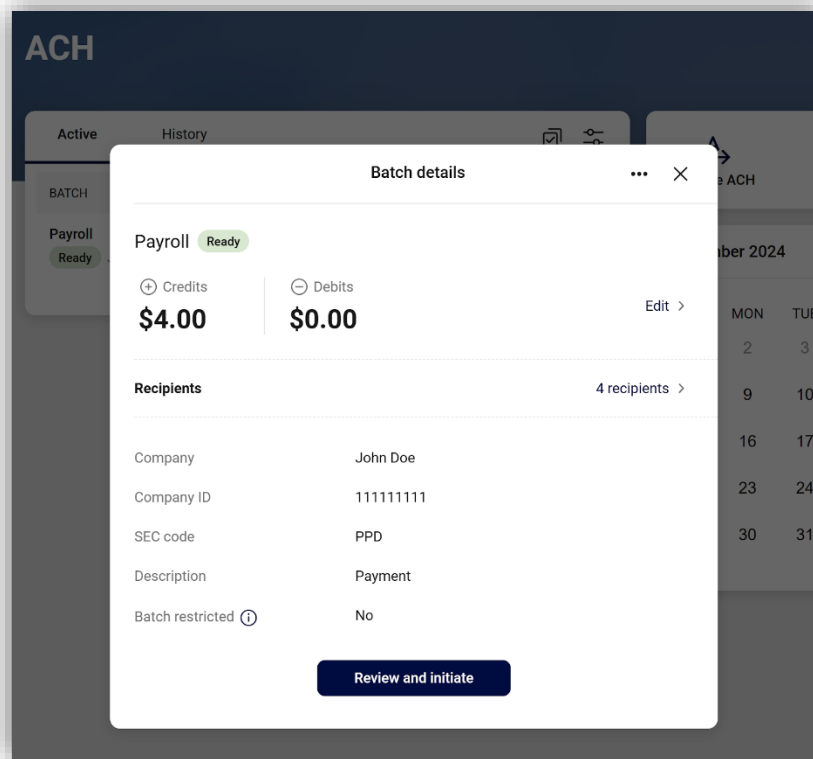 ACH
Active History
BATCH
Payroll
Ready
ACH
2024
MON
2 3
9 10
16 17
23 24
30 31
Batch details
Payroll Ready
Credits Debits
$4.00 $0.00
Edit
Recipients 4 recipients
Company John Doe
Company ID 111111111
SEC code PPD
Description Payment
Batch restricted No
Review and initiate